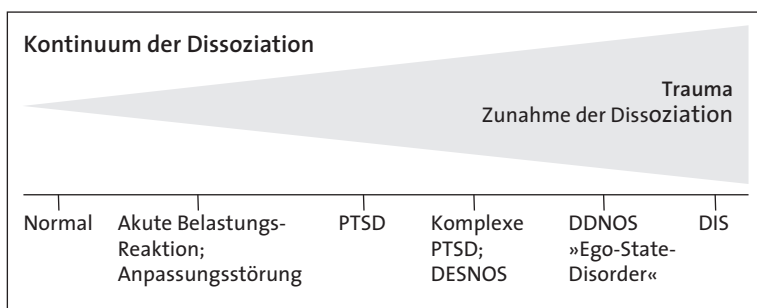 Kontinuum der Dissoziation
Trauma
Zunahme der Dissoziation
Normal
Akute Belastungs-
Reaktion;
Anpassungsstörung
PTSD
Komplexe
PTSD;
DESNOS
DDNOS
»Ego-State-
Disorder«
DIS